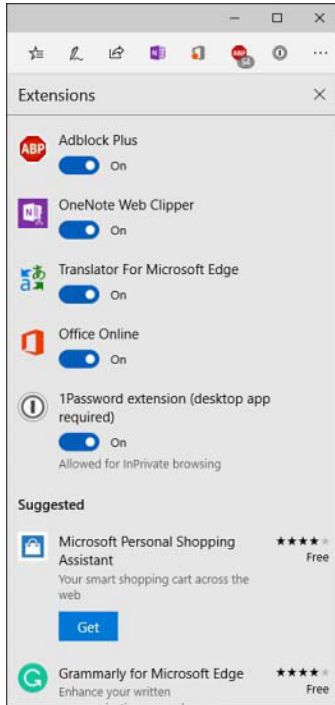 52
Extensions
ABP
Adblock Plus
On
N
OneNote Web Clipper
On
あ
a
Translator For Microsoft Edge
On
Office Online
On
1Password extension (desktop app
required)
On
Allowed for InPrivate browsing
Suggested
Microsoft Personal Shopping
Assistant
Free
Your smart shopping cart across the
web
Get
Grammarly for Microsoft Edge
Enhance your written
Free